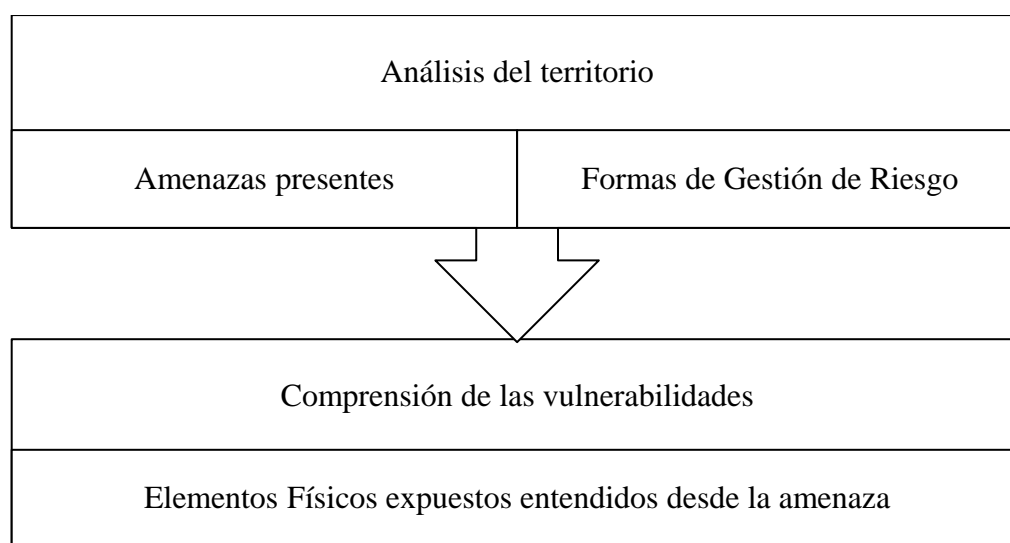 Análisis del territorio
Amenazas presentes
Formas de Gestión de Riesgo
Comprensión de las vulnerabilidades
Elementos Físicos expuestos entendidos desde la amenaza